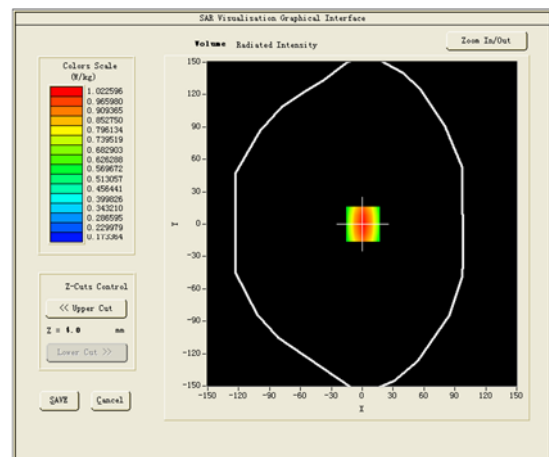 SAR Visualisation Graphical Interface
Volume Radiated Intensity
Zoom In/Out
Colors Scale
(W/kg)
1.022596
0.965980
0.909365
0.852750
0.796134
0.739519
0.682903
0.626288
0.569672
0.513057
0.456441
0.399826
0.343210
0.286595
0.229979
0.173364
150
120
90
60
30
0
-30
-60
-90
-120
-150
Y
-150 -120 -90 -60 -30 0 30 60 90 120 150
X
Z-Cuts Control
<< Upper Cut
Z = 4.0 mm
Lower Cut >>
SAVE Cancel